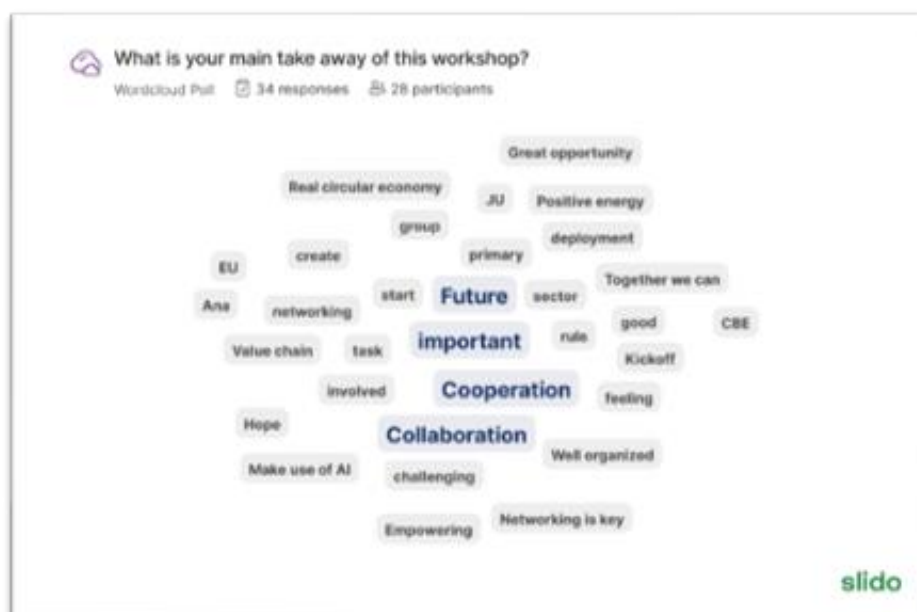 What is your main take away of this workshop?
Wordcloud Poll 34 responses 28 participants
Great opportunity
Real circular economy
JU
Positive energy
group
deployment
create
primary
EU
Together we can
start
Future
sector
Ana
networking
good
CBE
important
rule
Value chain
task
Kickoff
involved
Cooperation
feeling
Hope
Collaboration
Well organized
Make use of AI
challenging
Networking is key
Empowering
slido